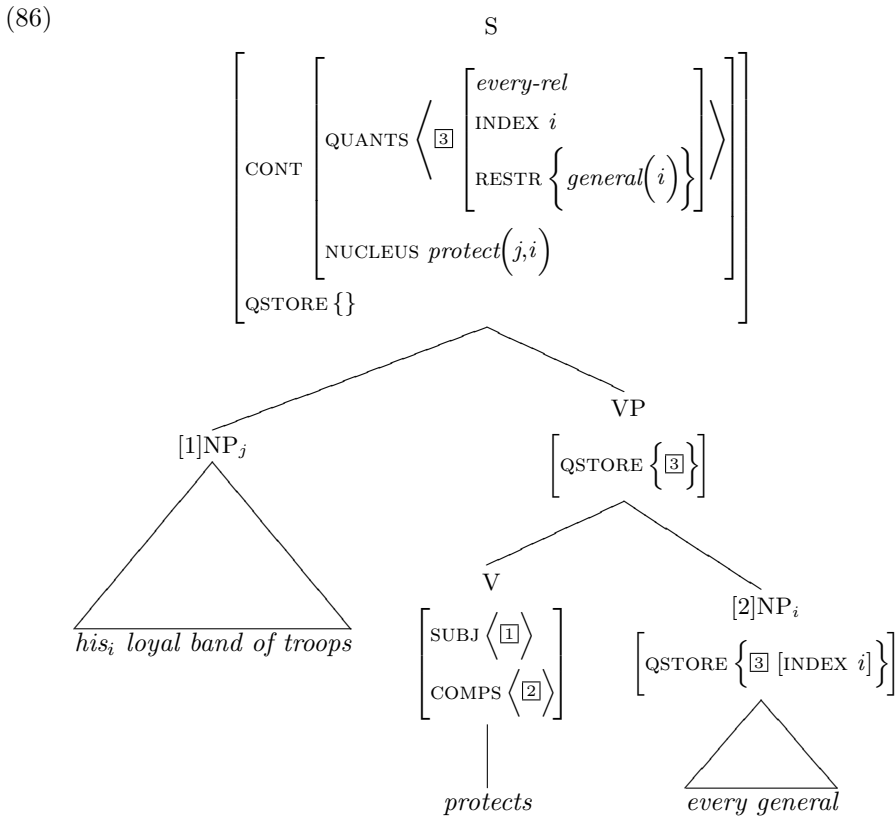 (86)
S
CONT QUANTS ⟨ 3 every-rel
INDEX i
RESTR { general(i) } ⟩
NUCLEUS protect(j,i)
QSTORE {}
[1]NP_j
VP
[QSTORE {3}]
his_i loyal band of troops
V
SUBJ ⟨1⟩
COMPS ⟨2⟩
[2]NP_i
[QSTORE {3 [INDEX i]}]
protects
every general